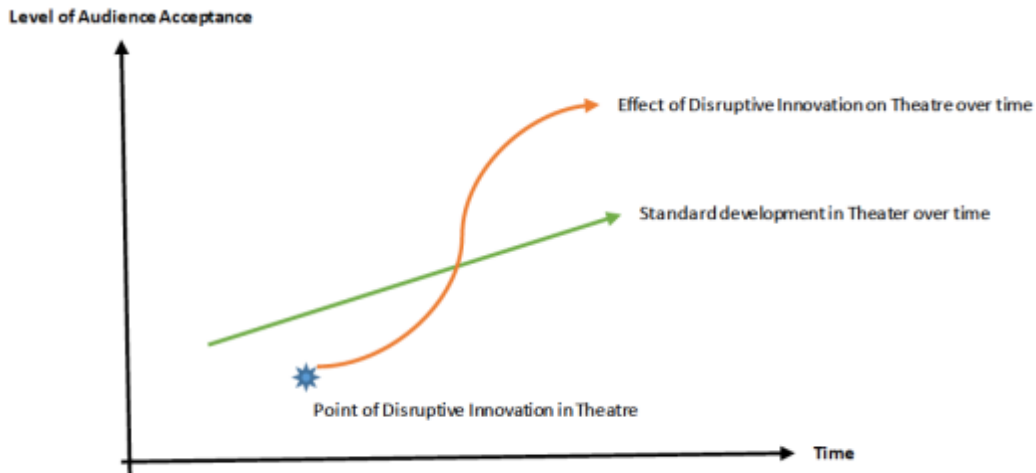 Level of Audience Acceptance
Effect of Disruptive Innovation on Theatre over time
Standard development in Theater over time
Point of Disruptive Innovation in Theatre
Time